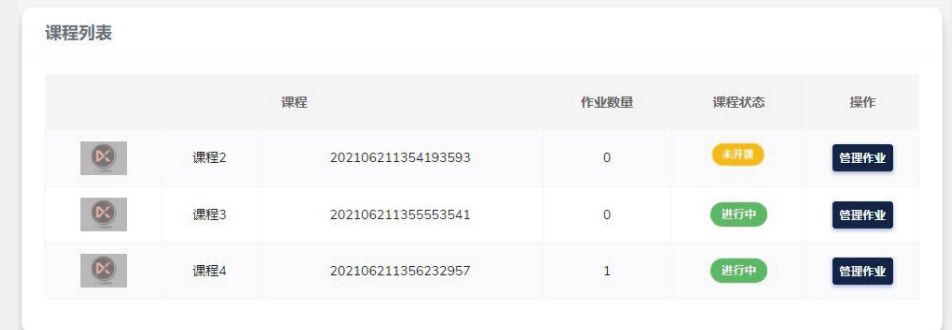 课程列表
课程 作业数量 课程状态 操作
课程2 202106211354193593 0 未开课 管理作业
课程3 202106211355553541 0 进行中 管理作业
课程4 202106211356232957 1 进行中 管理作业